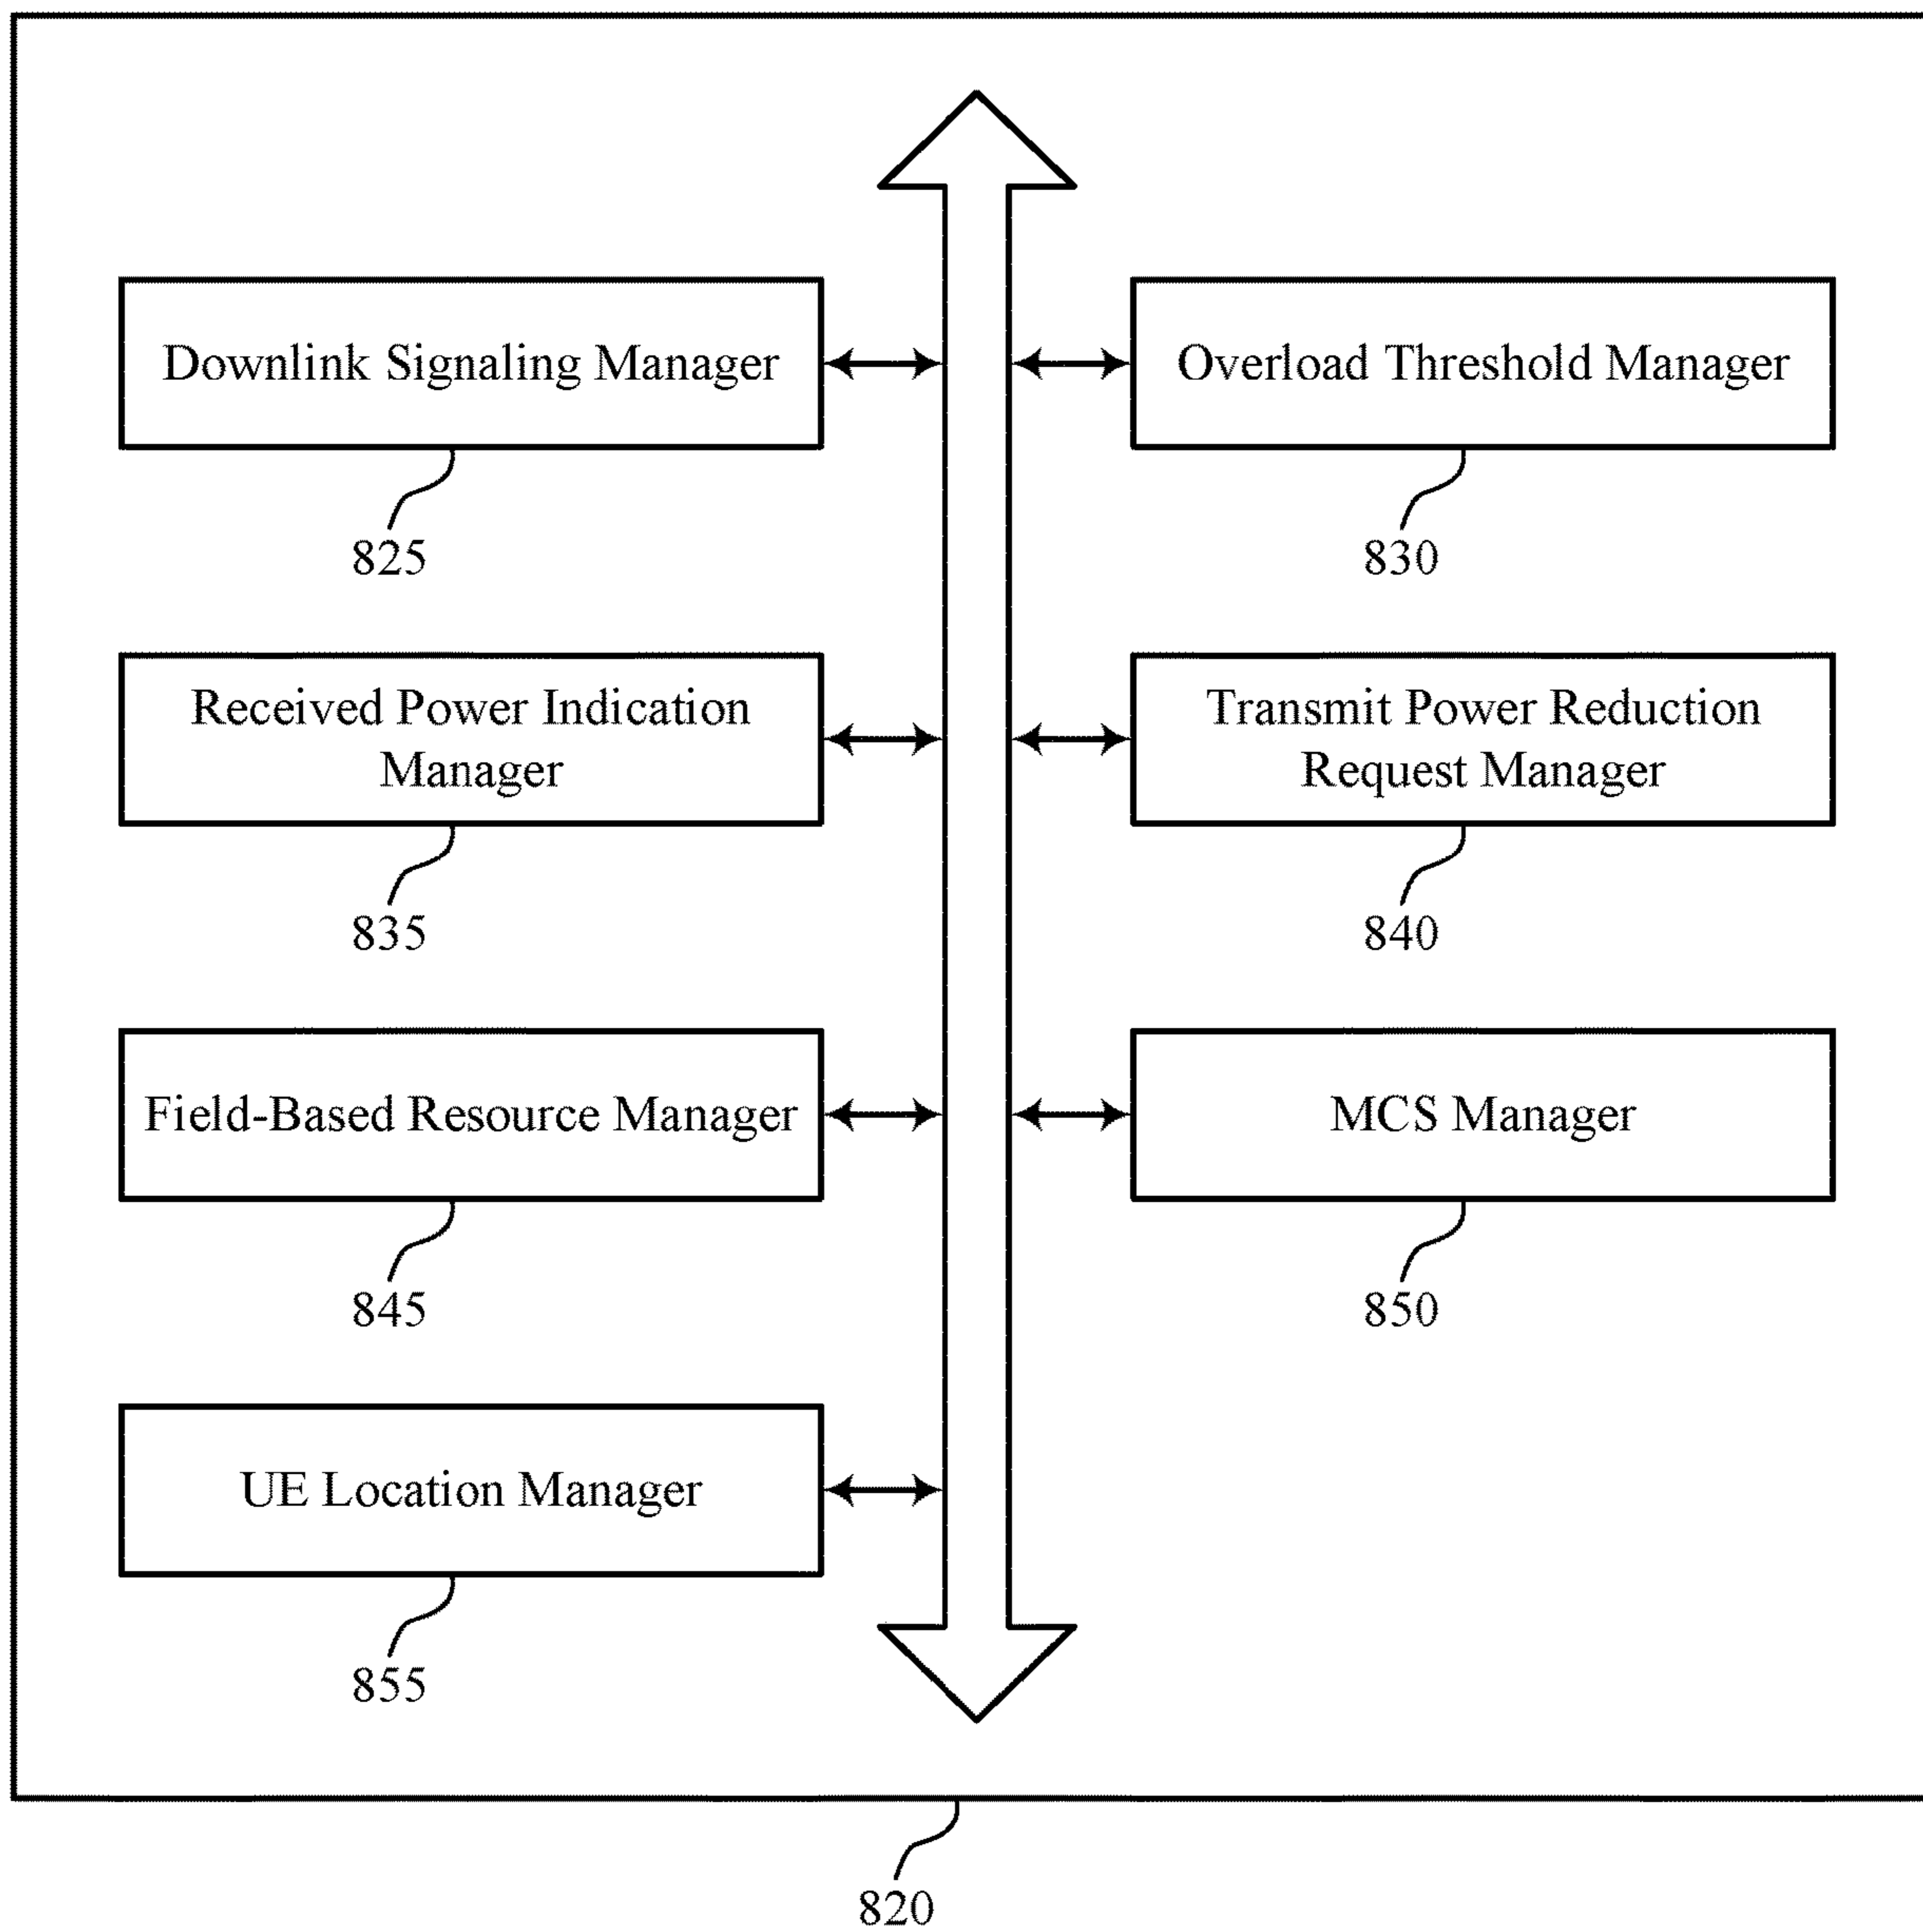 Downlink Signaling Manager
Overload Threshold Manager
825
830
Received Power Indication
Manager
Transmit Power Reduction
Request Manager
835
840
Field-Based Resource Manager
MCS Manager
845
850
UE Location Manager
855
820